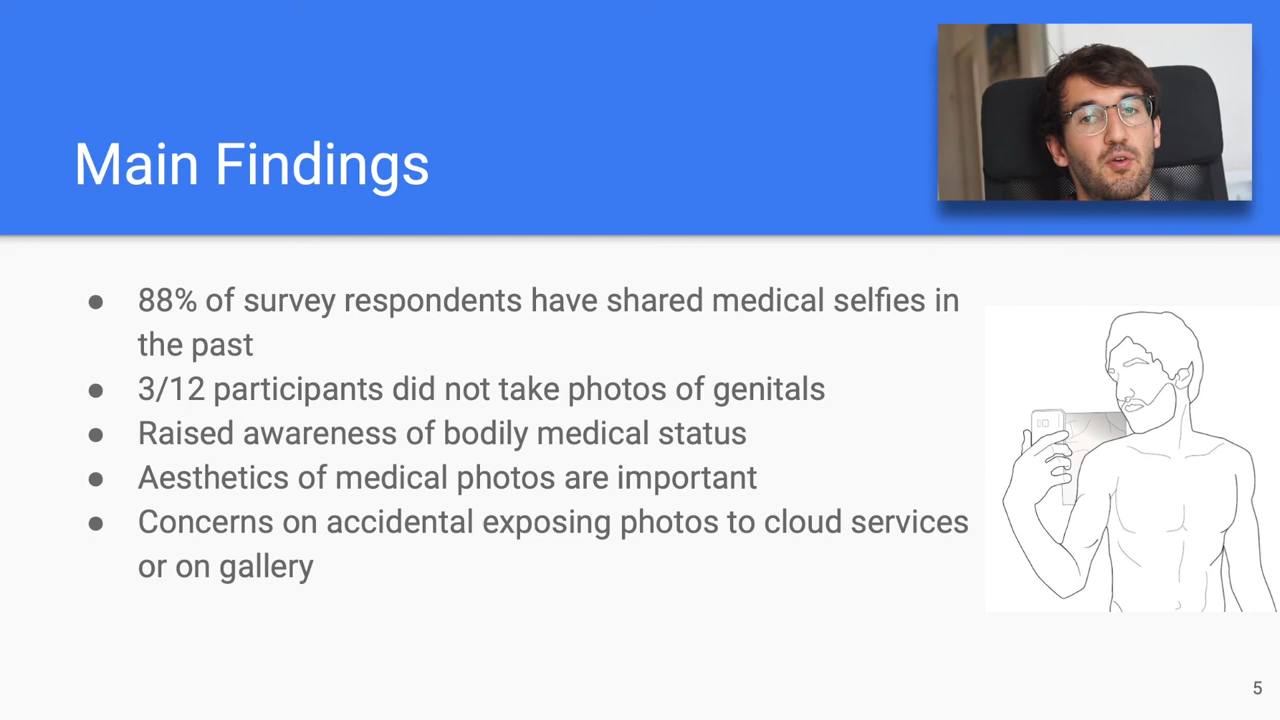 Main Findings
● 88% of survey respondents have shared medical selfies in
the past
● 3/12 participants did not take photos of genitals
● Raised awareness of bodily medical status
● Aesthetics of medical photos are important
● Concerns on accidental exposing photos to cloud services
or on gallery
5